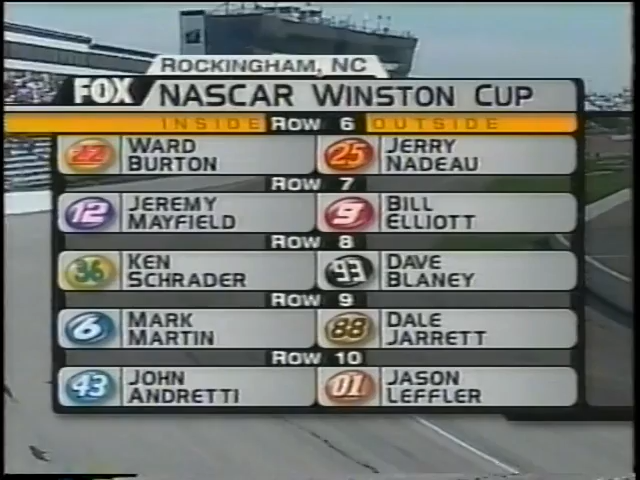 ROCKINGHAM, NC
FOX NASCAR WINSTON CUP
INSIDE ROW 6 OUTSIDE
22 WARD BURTON 25 JERRY NADEAU
ROW 7
12 JEREMY MAYFIELD 9 BILL ELLIOTT
ROW 8
36 KEN SCHRADER 93 DAVE BLANEY
ROW 9
6 MARK MARTIN 88 DALE JARRETT
ROW 10
43 JOHN ANDRETTI 01 JASON LEFFLER